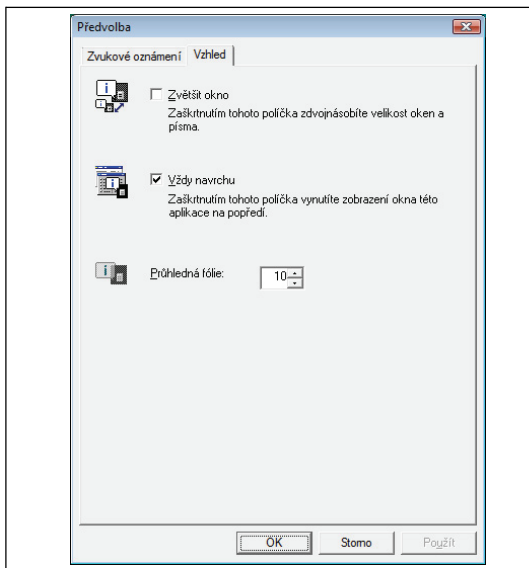 Předvolba
Zvukové oznámení Vzhled
Zvětšit okno
Zaškrtnutím tohoto políčka zdvojnásobíte velikost oken a
písma.
Vždy navrchu
Zaškrtnutím tohoto políčka vynutíte zobrazení okna této
aplikace na popředí.
Průhledná fólie: 10
OK Storno Použít